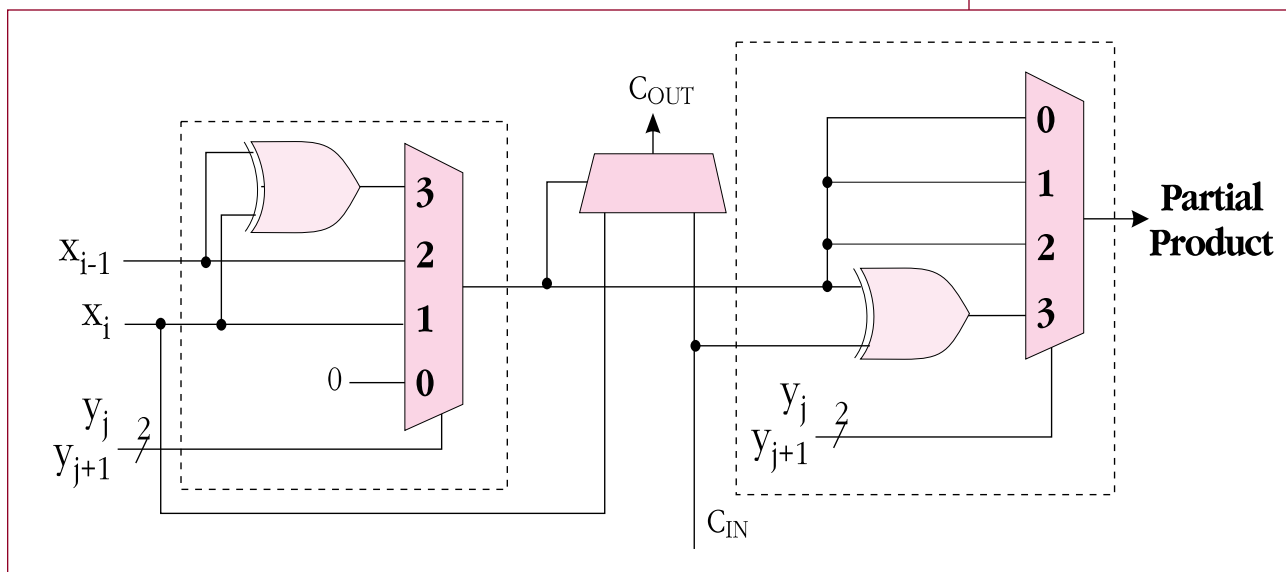 C_OUT
3
2
1
0
x_i-1
x_i
0
y_j
y_j+1
2
0
1
2
3
Partial
Product
y_j
y_j+1
2
C_IN